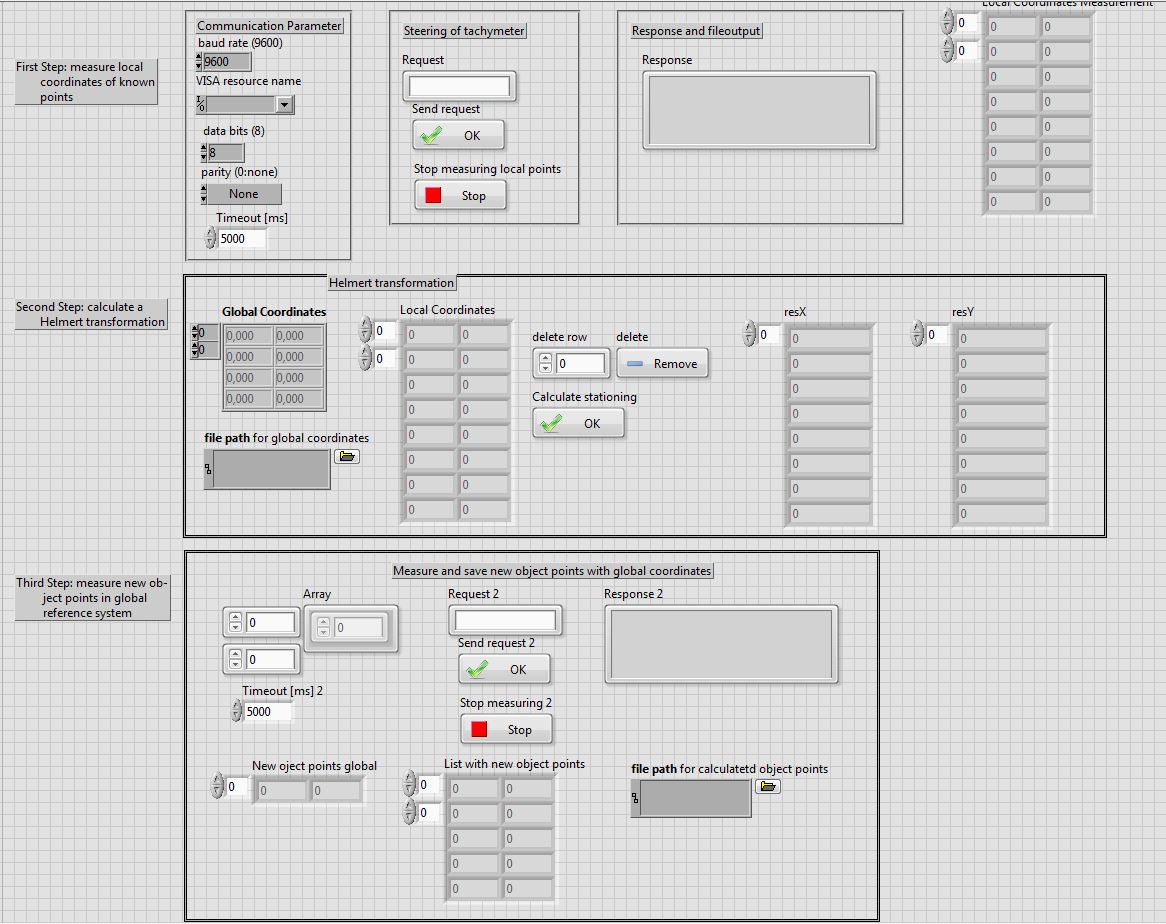 First Step: measure local
coordinates of known
points
Communication Parameter
baud rate (9600)
9600
VISA resource name
I/O
data bits (8)
8
parity (0:none)
None
Timeout [ms]
5000
Steering of tachymeter
Request
Send request
OK
Stop measuring local points
Stop
Response and fileoutput
Response
Local Coordinates Measurement
0
0
0 0
0 0
0 0
0 0
0 0
0 0
0 0
0 0
Second Step: calculate a
Helmert transformation
Helmert transformation
Global Coordinates
0
0
0,000 0,000
0,000 0,000
0,000 0,000
0,000 0,000
file path for global coordinates
Local Coordinates
0
0
0 0
0 0
0 0
0 0
0 0
0 0
0 0
0 0
delete row
0
delete
Remove
Calculate stationing
OK
resX
0
0
0
0
0
0
0
0
0
resY
0
0
0
0
0
0
0
0
0
Third Step: measure new ob-
ject points in global
reference system
Measure and save new object points with global coordinates
Array
0
0
0
Timeout [ms] 2
5000
Request 2
Send request 2
OK
Stop measuring 2
Stop
Response 2
New oject points global
0
0 0
List with new object points
0
0
0 0
0 0
0 0
0 0
0 0
file path for calculatetd object points